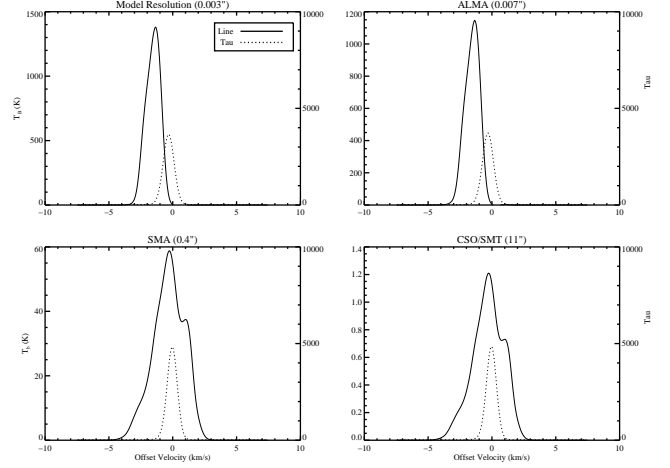 Model Resolution (0.003") ALMA (0.007")
1500 10000 1200 10000
Line
Tau
1000
1000 800
5000 600 5000
500 400
200
0 0 0 0
−10 −5 0 5 10 −10 −5 0 5 10
T_B (K) Tau
SMA (0.4") CSO/SMT (11")
60 10000 1.4 10000
1.2
40 1.0
0.8
5000 5000
20 0.6
0.4
0.2
0 0 0.0 0
−10 −5 0 5 10 −10 −5 0 5 10
T_b (K) Tau
Offset Velocity (km/s) Offset Velocity (km/s)